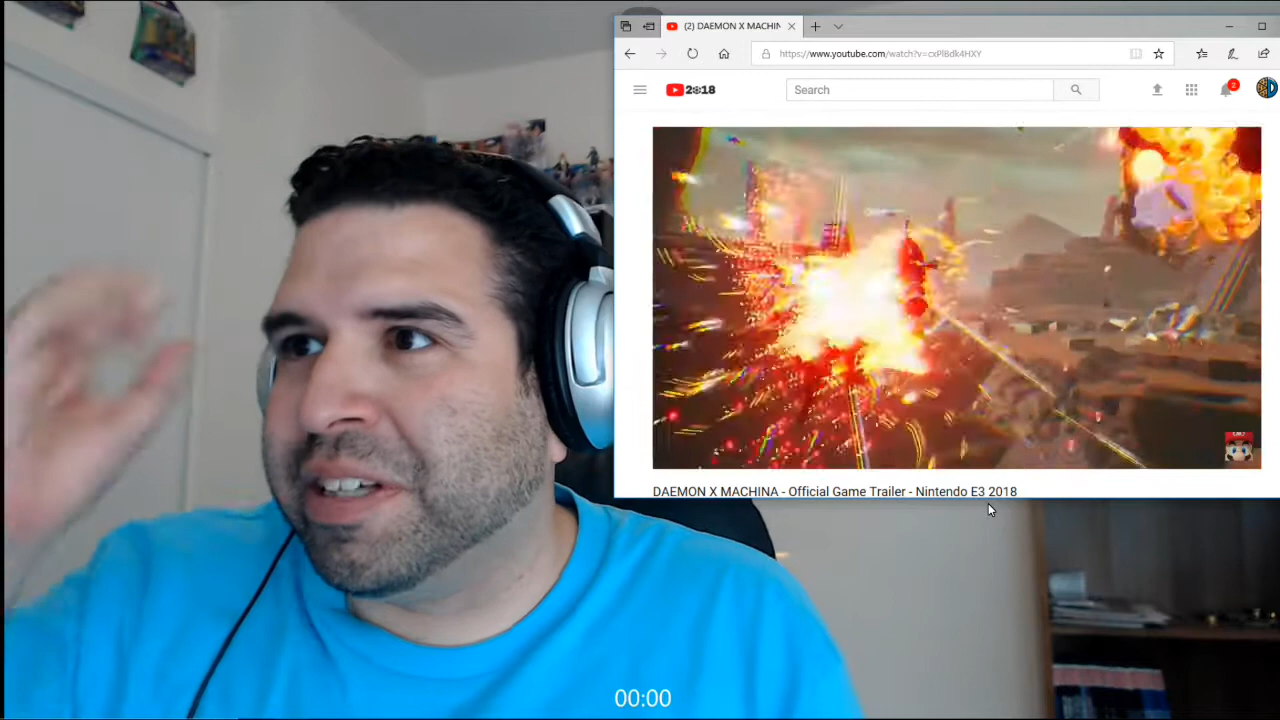 (2) DAEMON X MACHIN
https://www.youtube.com/watch?v=cxPlBdk4HXY
2018
Search
2
DAEMON X MACHINA - Official Game Trailer - Nintendo E3 2018
00:00